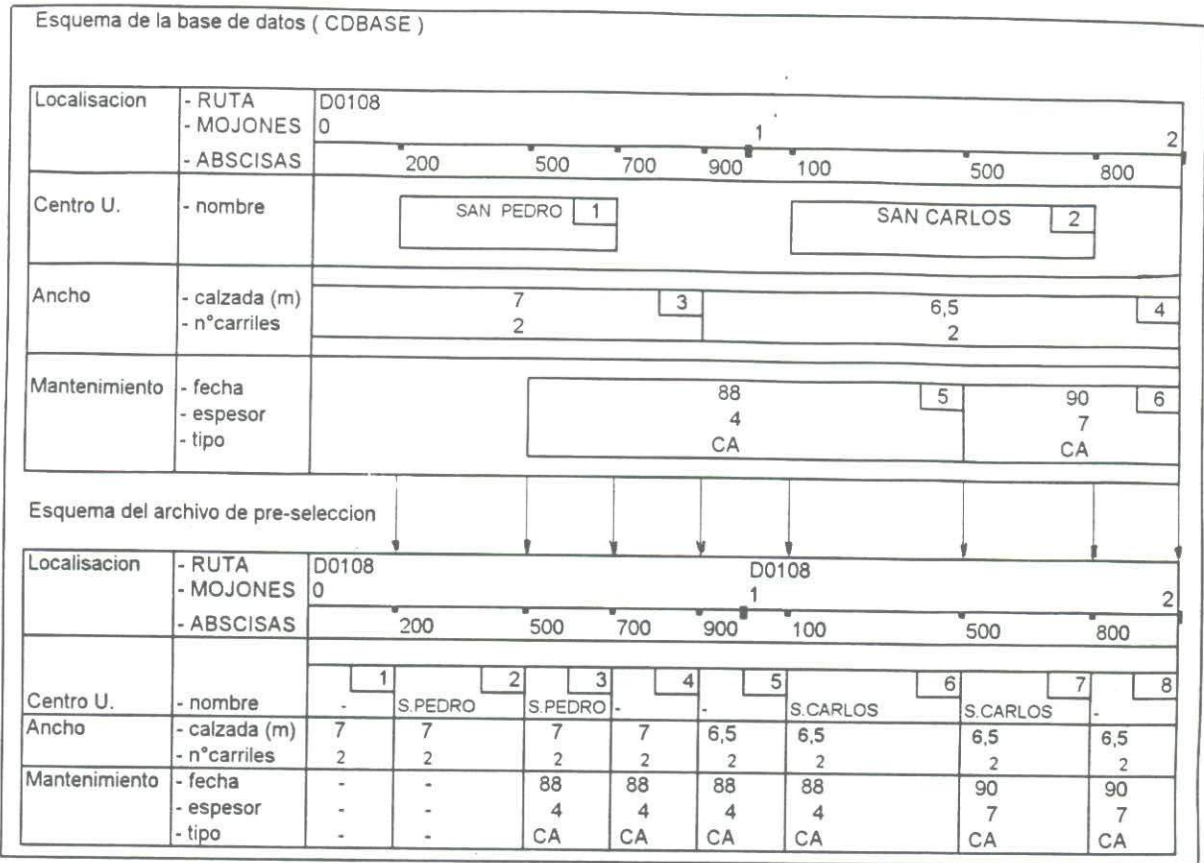 Esquema de la base de datos ( CDBASE )
Localisacion - RUTA D0108
- MOJONES 0 1 2
- ABSCISAS 200 500 700 900 100 500 800
Centro U. - nombre SAN PEDRO 1 SAN CARLOS 2
Ancho - calzada (m) 7 3 6,5 4
- n°carriles 2 2
Mantenimiento - fecha 88 5 90 6
- espesor 4 7
- tipo CA CA
Esquema del archivo de pre-seleccion
Localisacion - RUTA D0108 D0108
- MOJONES 0 1 2
- ABSCISAS 200 500 700 900 100 500 800
1 2 3 4 5 6 7 8
Centro U. - nombre - S.PEDRO S.PEDRO - - S.CARLOS S.CARLOS -
Ancho - calzada (m) 7 7 7 7 6,5 6,5 6,5 6,5
- n°carriles 2 2 2 2 2 2 2 2
Mantenimiento - fecha - - 88 88 88 88 90 90
- espesor - - 4 4 4 4 7 7
- tipo - - CA CA CA CA CA CA